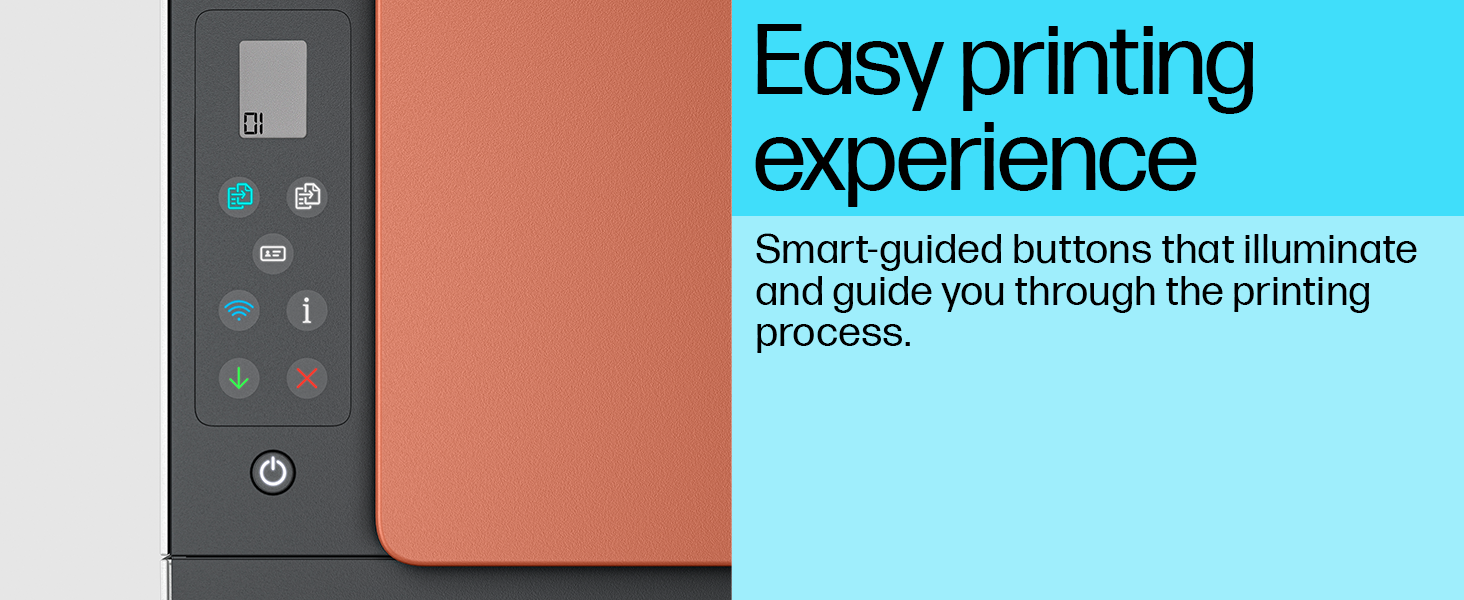 01
Easy printing
experience
Smart-guided buttons that illuminate
and guide you through the printing
process.